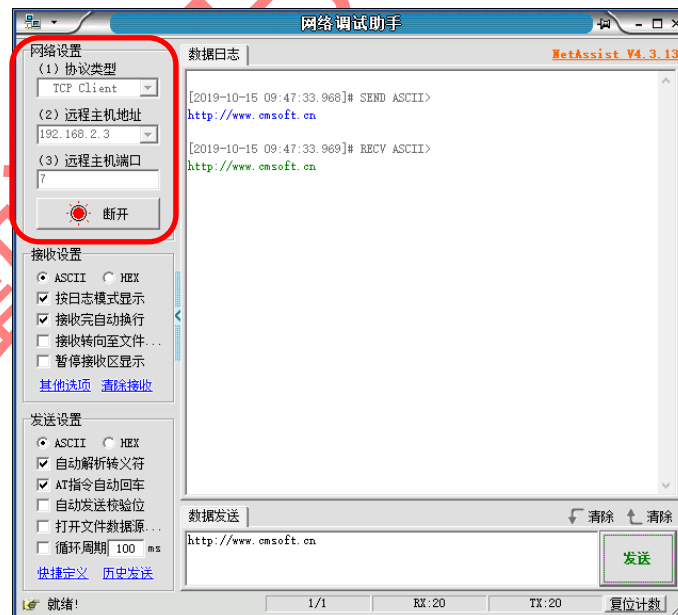 网络调试助手
网络设置
(1) 协议类型
TCP Client
(2) 远程主机地址
192.168.2.3
(3) 远程主机端口
7
断开
接收设置
ASCII HEX
按日志模式显示
接收完自动换行
接收转向至文件...
暂停接收区显示
其他选项 清除接收
发送设置
ASCII HEX
自动解析转义符
AT指令自动回车
自动发送校验位
打开文件数据源...
循环周期 100 ms
快捷定义 历史发送
数据日志
NetAssist V4.3.13
[2019-10-15 09:47:33.968]# SEND ASCII>
http://www.cmsoft.cn
[2019-10-15 09:47:33.969]# RECV ASCII>
http://www.cmsoft.cn
数据发送 清除 清除
http://www.cmsoft.cn
发送
就绪! 1/1 RX:20 TX:20 复位计数